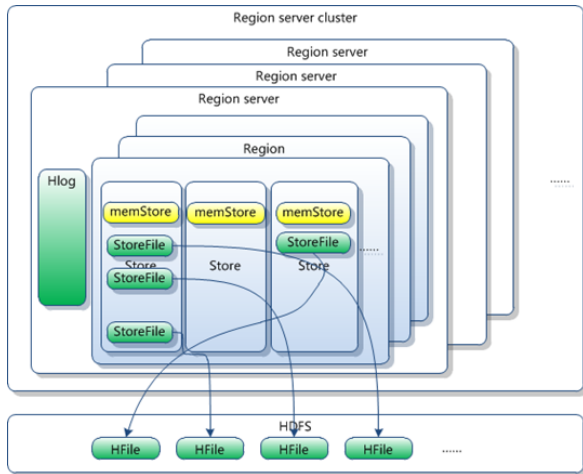 Region server cluster
Region server
Region server
Region server
Region
Hlog
memStore
memStore
memStore
StoreFile
StoreFile
Store
Store
Store
StoreFile
StoreFile
......
......
......
......
HDFS
HFile
HFile
HFile
HFile
......